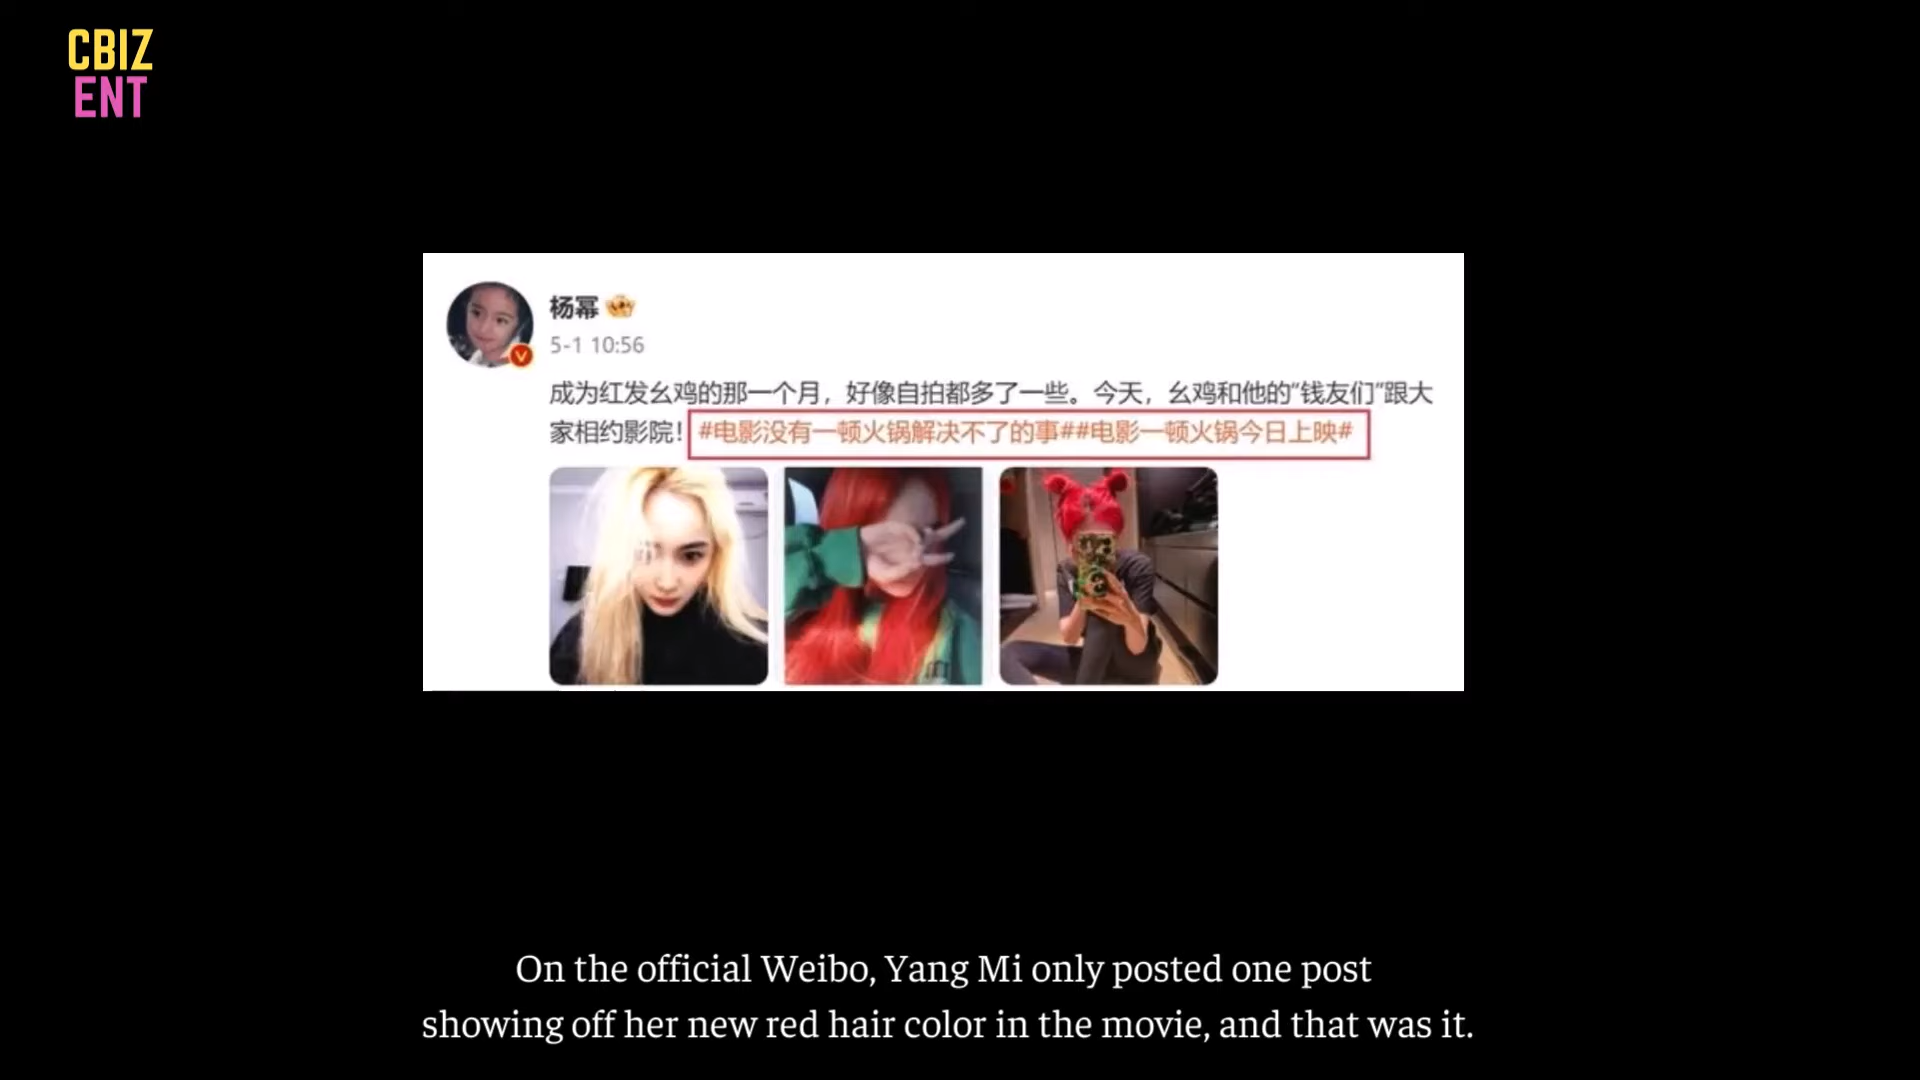 CBIZ
ENT
杨幂
5-1 10:56
成为红发幺鸡的那一个月，好像自拍都多了一些。今天，幺鸡和他的“钱友们”跟大
家相约影院！#电影没有一顿火锅解决不了的事##电影一顿火锅今日上映#
On the official Weibo, Yang Mi only posted one post
showing off her new red hair color in the movie, and that was it.